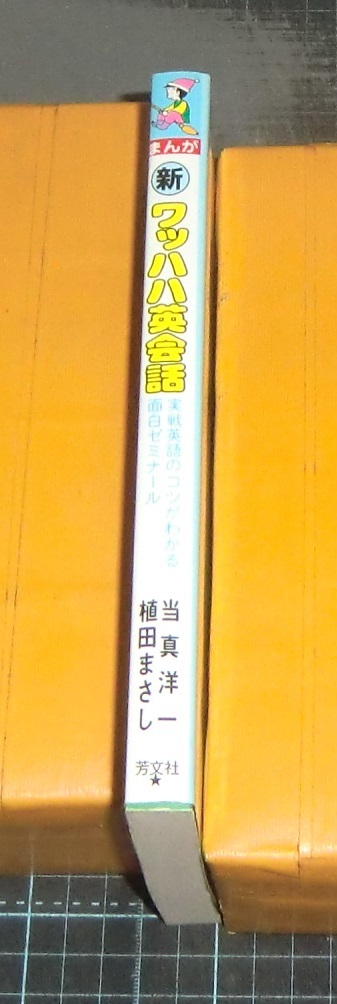 まんが
新
ワッハハ英会話
実戦英語のコツがわかる
面白ゼミナール
当真洋一
植田まさし
芳文社
★